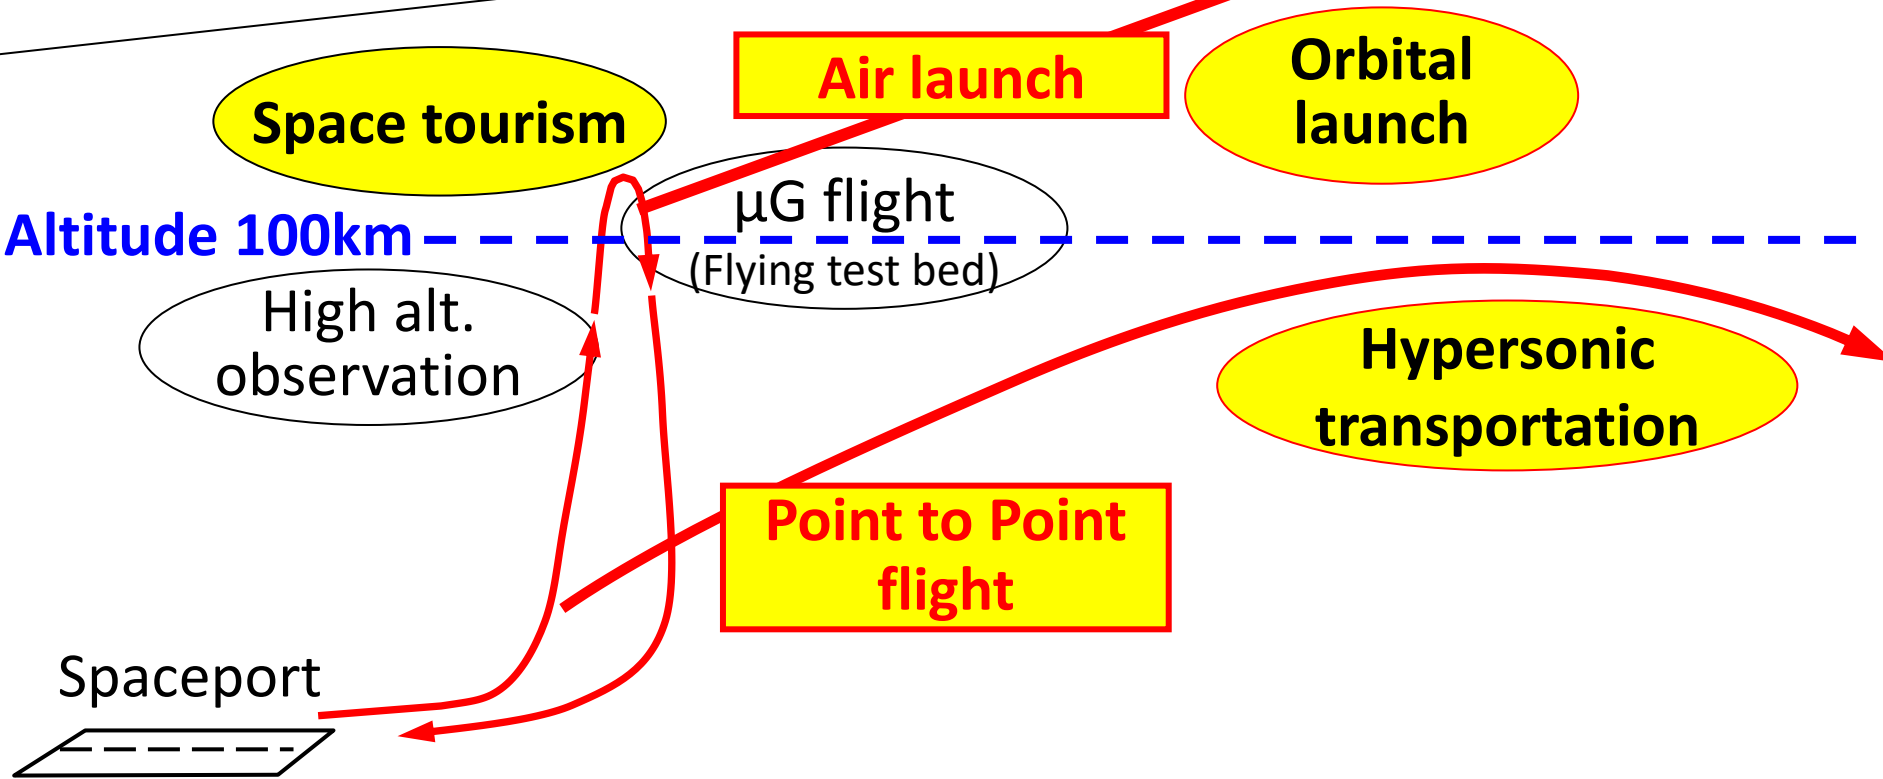 Air launch
Orbital
launch
Space tourism
μG flight
(Flying test bed)
Altitude 100km
High alt.
observation
Hypersonic
transportation
Point to Point
flight
Spaceport